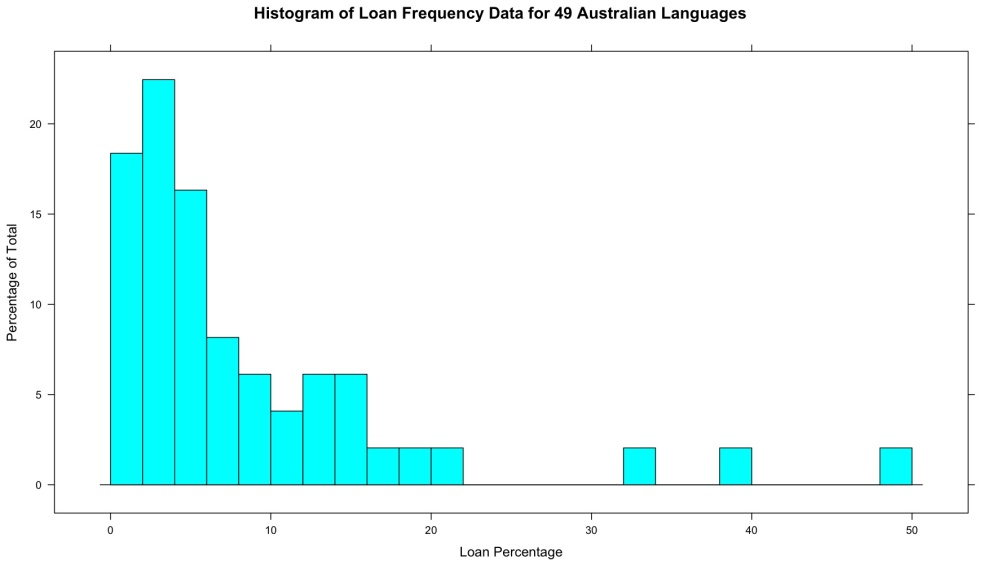 Histogram of Loan Frequency Data for 49 Australian Languages
Percentage of Total
20
15
10
5
0
0 10 20 30 40 50
Loan Percentage